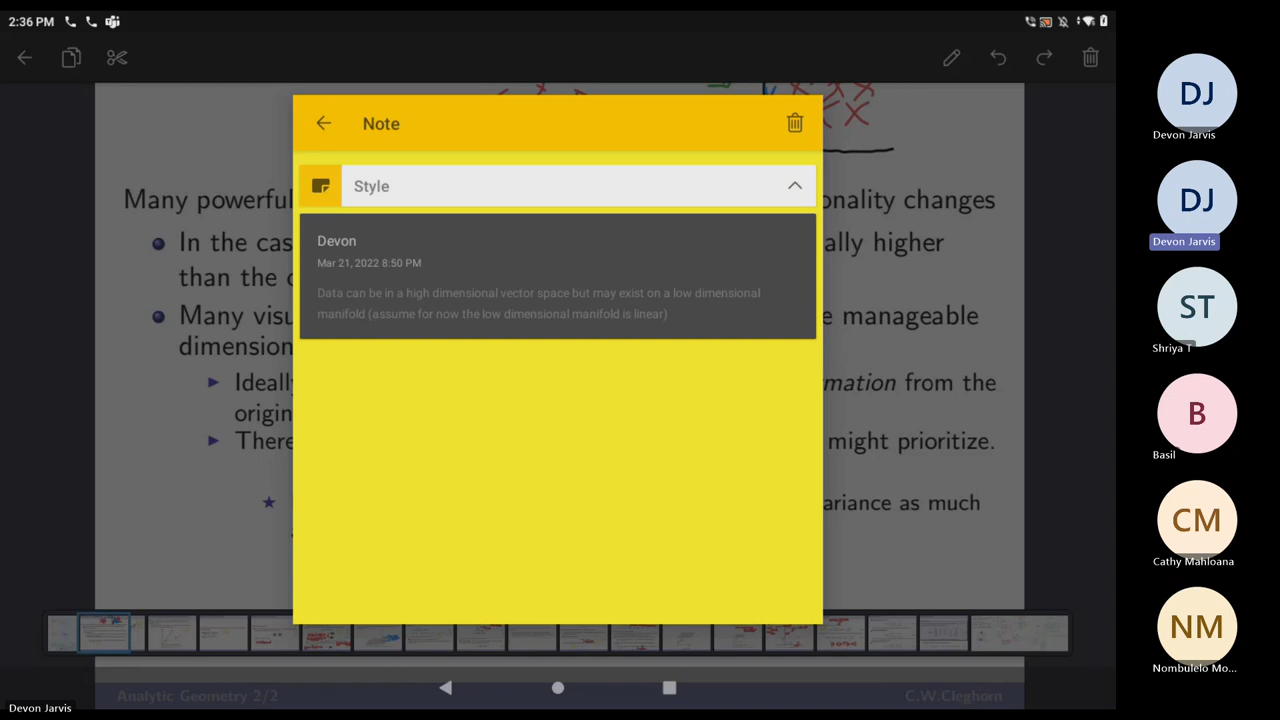 2:36 PM
Note
Style
Devon
Mar 21, 2022 8:50 PM
Data can be in a high dimensional vector space but may exist on a low dimensional
manifold (assume for now the low dimensional manifold is linear)
Many powerful onality changes
In the cas ally higher
than the
Many visu e manageable
dimension
Ideally mation from the
origin
There might prioritize.
ariance as much
Analytic Geometry 2/2
C.W.Cleghorn
Devon Jarvis
DJ
Devon Jarvis
DJ
Devon Jarvis
ST
Shriya T
B
Basil
CM
Cathy Mahloana
NM
Nombulelo Mo...